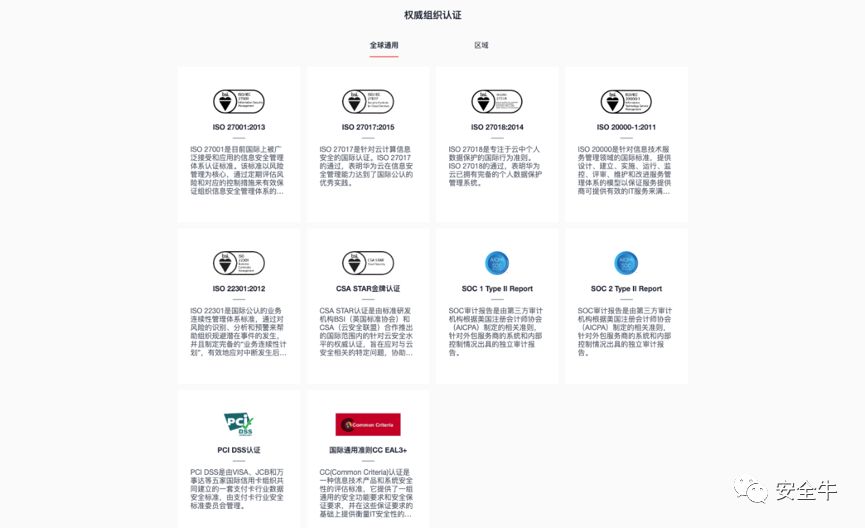 权威组织认证
全球通用
区域
ISO 27001:2013
ISO 27001是目前国际上被广
泛接受和应用的信息安全管理
体系认证标准。该标准以风险
管理为核心，通过定期评估风
险和对应的控制措施来有效保
证组织信息安全管理体系的...
ISO 27017:2015
ISO 27017是针对云计算信息
安全的国际认证。ISO 27017
的通过，表明华为云在信息安
全管理能力达到了国际公认的
优秀实践。
ISO 27018:2014
ISO 27018是专注于云中个人
数据保护的国际行为准则。
ISO 27018的通过，表明华为
云已拥有完备的个人数据保护
管理系统。
ISO 20000-1:2011
ISO 20000是针对信息技术服
务管理领域的国际标准，提供
设计、建立、实施、运行、监
控、评审、维护和改进服务管
理体系的模型以保证服务提供
商可提供有效的IT服务来满...
ISO 22301:2012
ISO 22301是国际公认的业务
连续性管理体系标准，通过对
风险的识别、分析和预警来帮
助组织规避潜在事件的发生，
并且制定完备的“业务连续性计
划”，有效地应对中断发生后...
CSA STAR
CSA STAR金牌认证
CSA STAR认证是由标准研发
机构BSI（英国标准协会）和
CSA（云安全联盟）合作推出
的国际范围内的针对云安全水
平的权威认证，旨在应对与云
安全相关的特定问题，协助...
AICPA
SOC
SOC 1 Type II Report
SOC审计报告是由第三方审计
机构根据美国注册会计师协会
（AICPA）制定的相关准则，
针对外包服务商的系统和内部
控制情况出具的独立审计报
告。
AICPA
SOC
SOC 2 Type II Report
SOC审计报告是由第三方审计
机构根据美国注册会计师协会
（AICPA）制定的相关准则，
针对外包服务商的系统和内部
控制情况出具的独立审计报
告。
PCI
DSS
PCI DSS认证
PCI DSS是由VISA、JCB和万
事达等五家国际信用卡组织共
同建立的一套支付卡行业数据
安全标准，由支付卡行业安全
标准委员会管理。
Common Criteria
国际通用准则CC EAL3+
CC(Common Criteria)认证是
一种信息技术产品和系统安全
性的评估标准，它提供了一组
通用的安全功能要求和安全保
证要求，并在这些保证要求的
基础上提供衡量IT安全性的...
安全牛